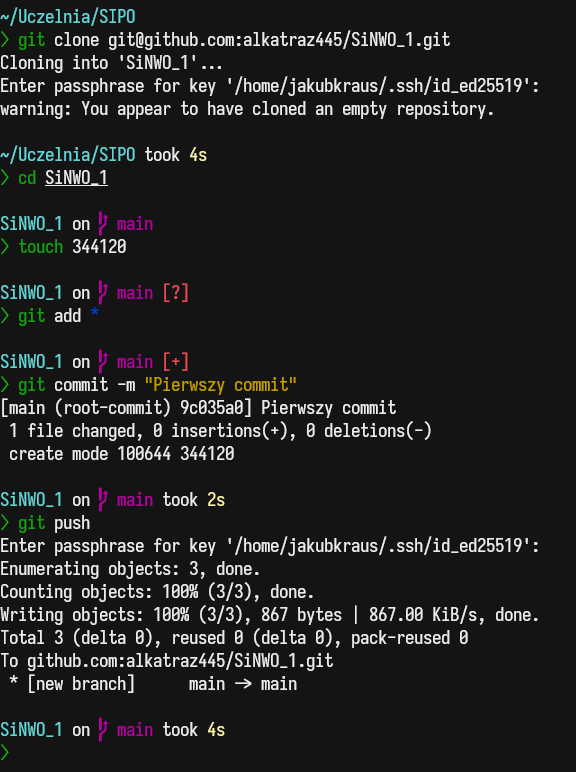 ~/Uczelnia/SIPO
> git clone git@github.com:alkatraz445/SiNWO_1.git
Cloning into 'SiNWO_1'...
Enter passphrase for key '/home/jakubkraus/.ssh/id_ed25519':
warning: You appear to have cloned an empty repository.
~/Uczelnia/SIPO took 4s
> cd SiNWO_1
SiNWO_1 on main
> touch 344120
SiNWO_1 on main [?]
> git add *
SiNWO_1 on main [+]
> git commit -m "Pierwszy commit"
[main (root-commit) 9c035a0] Pierwszy commit
 1 file changed, 0 insertions(+), 0 deletions(-)
 create mode 100644 344120
SiNWO_1 on main took 2s
> git push
Enter passphrase for key '/home/jakubkraus/.ssh/id_ed25519':
Enumerating objects: 3, done.
Counting objects: 100% (3/3), done.
Writing objects: 100% (3/3), 867 bytes | 867.00 KiB/s, done.
Total 3 (delta 0), reused 0 (delta 0), pack-reused 0
To github.com:alkatraz445/SiNWO_1.git
 * [new branch]      main -> main
SiNWO_1 on main took 4s
>